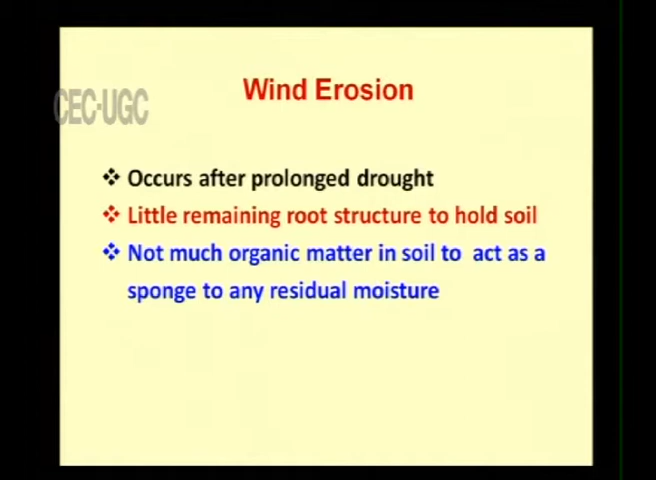 Wind Erosion
CEC-UGC
❖ Occurs after prolonged drought
❖ Little remaining root structure to hold soil
❖ Not much organic matter in soil to act as a
sponge to any residual moisture